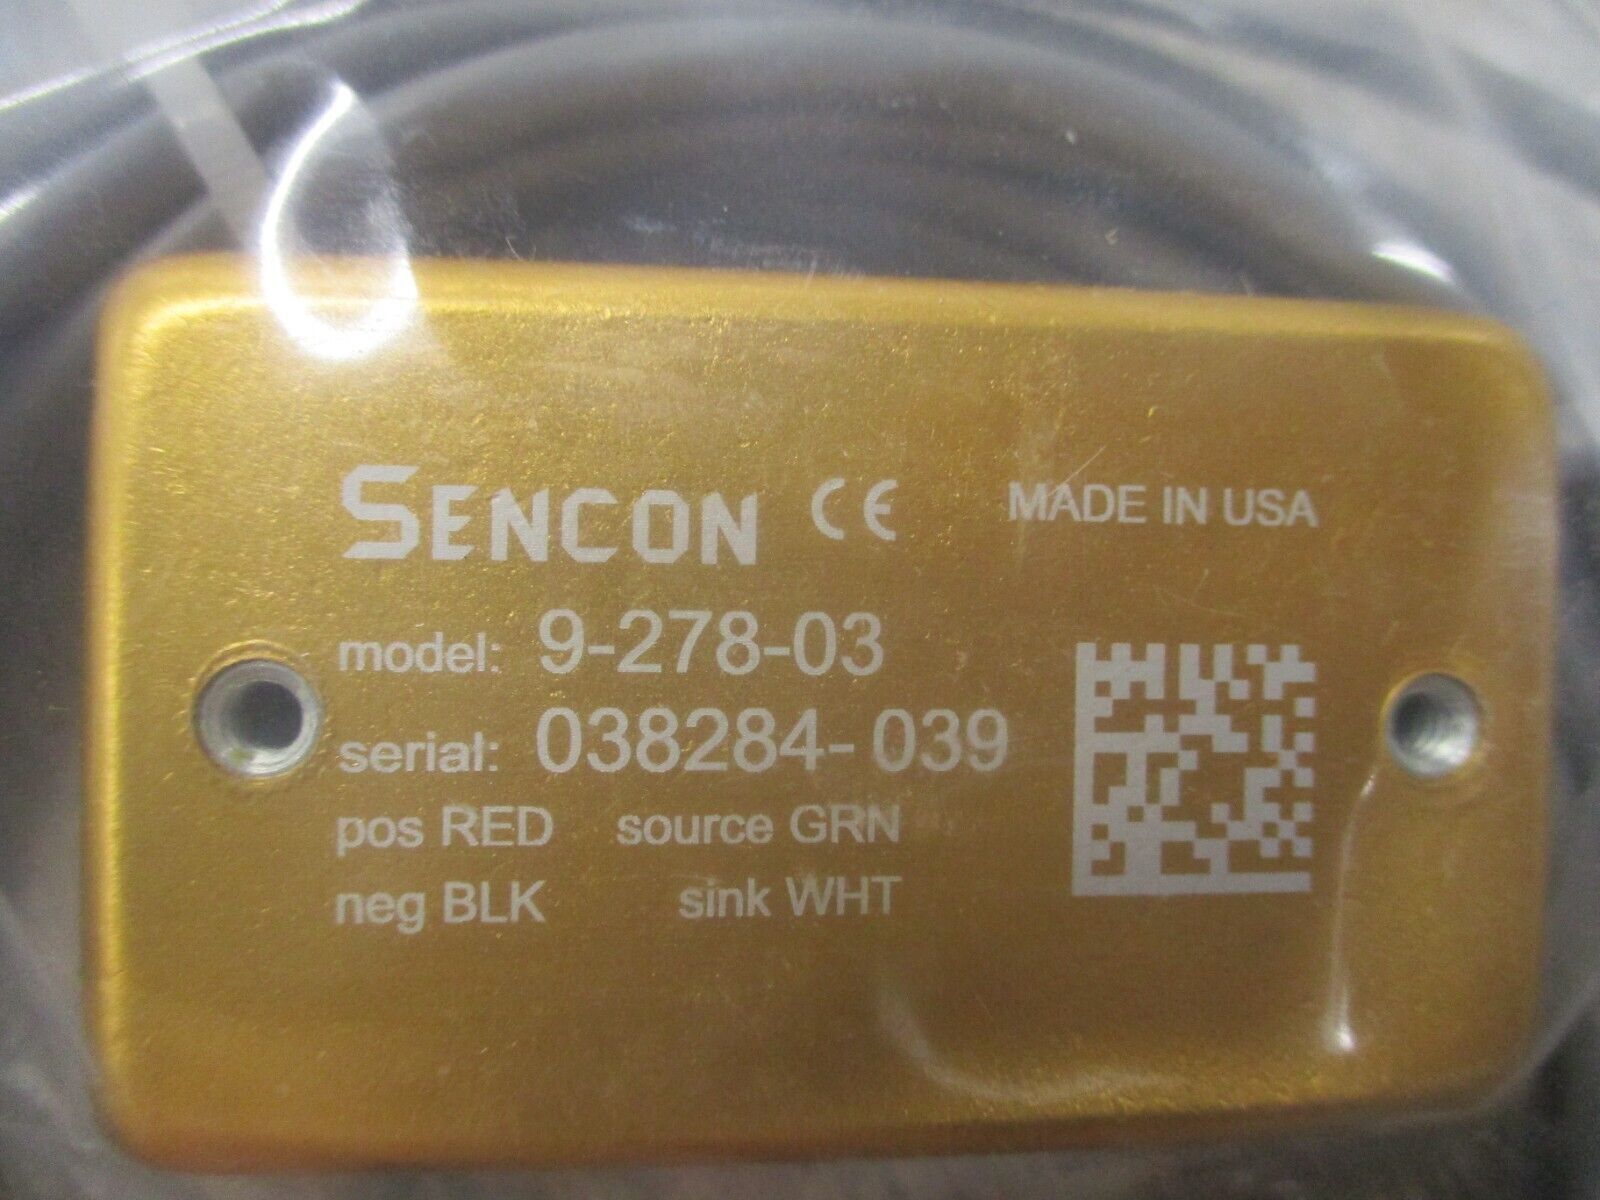 SENCON CE MADE IN USA
model: 9-278-03
serial: 038284-039
pos RED source GRN
neg BLK sink WHT